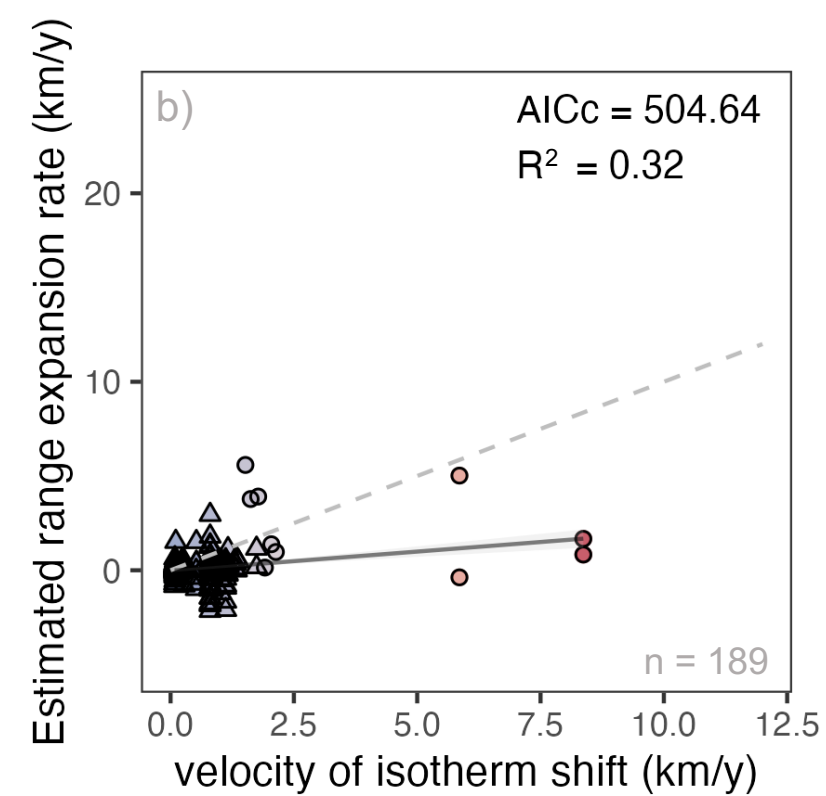 Estimated range expansion rate (km/y)
b)
AICc = 504.64
R² = 0.32
20
10
0
n = 189
0.0 2.5 5.0 7.5 10.0 12.5
velocity of isotherm shift (km/y)